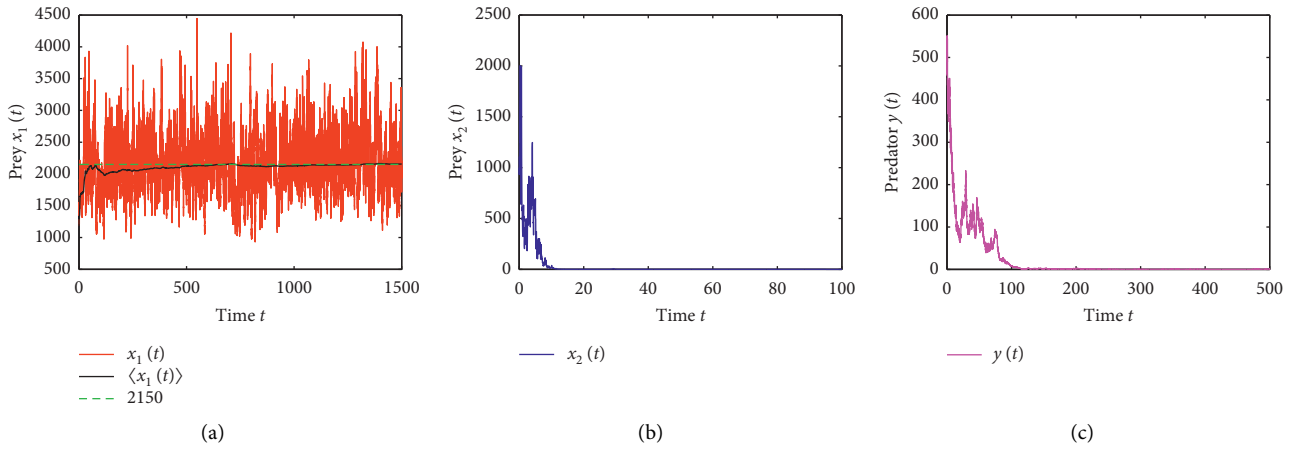 4500
4000
3500
3000
2500
2000
1500
1000
500
Prey x₁ (t)
0 500 1000 1500
Time t
x₁ (t)
⟨x₁ (t)⟩
2150
(a)
2500
2000
1500
1000
500
0
Prey x₂ (t)
0 20 40 60 80 100
Time t
x₂ (t)
(b)
600
500
400
300
200
100
0
Predator y (t)
0 100 200 300 400 500
Time t
y (t)
(c)